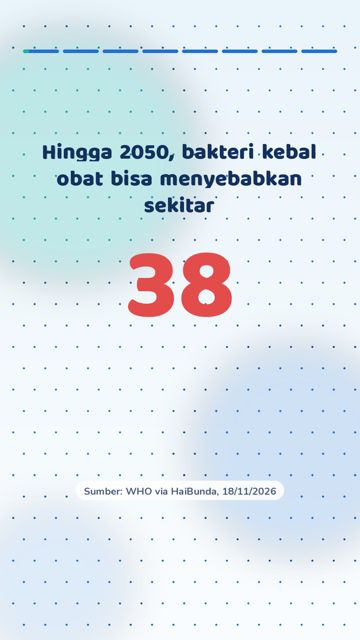 Hingga 2050, bakteri kebal
obat bisa menyebabkan
sekitar
38
Sumber: WHO via HaiBunda, 18/11/2026